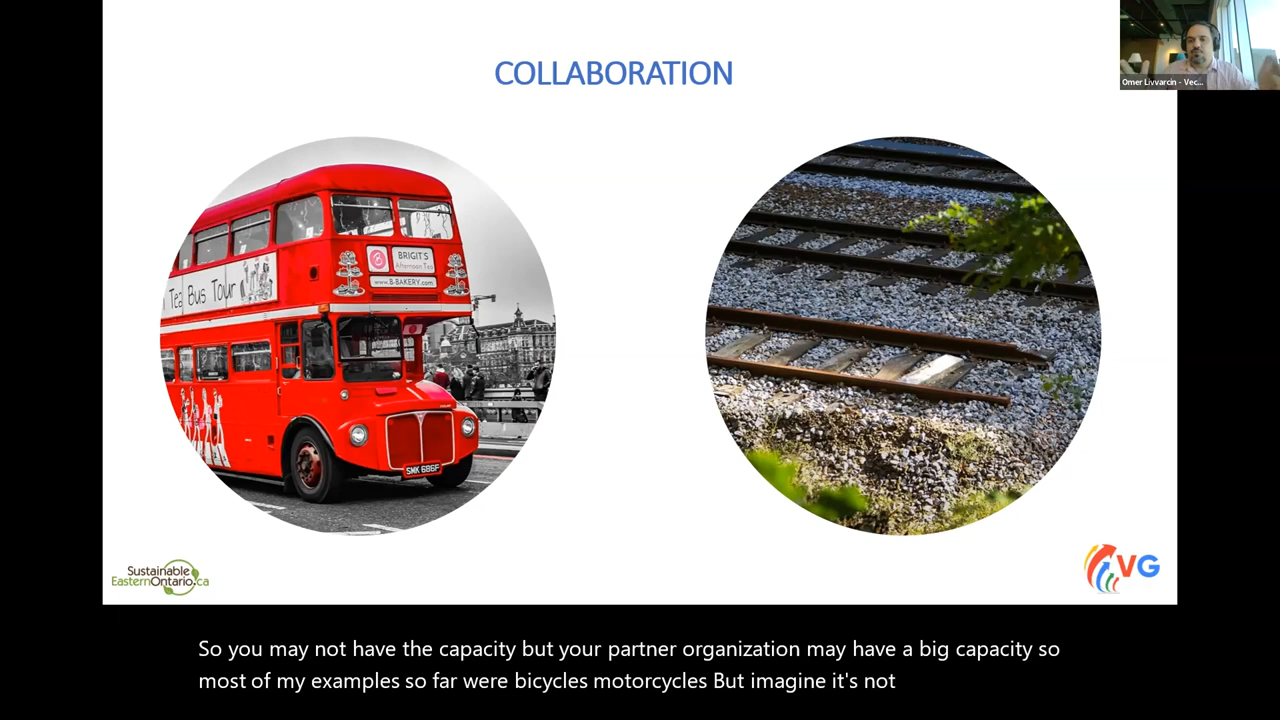 COLLABORATION
Omer Livvarcin - Vec...
BRIGIT'S
Afternoon Tea
www.B-BAKERY.com
Tea Bus Tour
SMK 686F
Sustainable
EasternOntario.ca
VG
So you may not have the capacity but your partner organization may have a big capacity so
most of my examples so far were bicycles motorcycles But imagine it's not